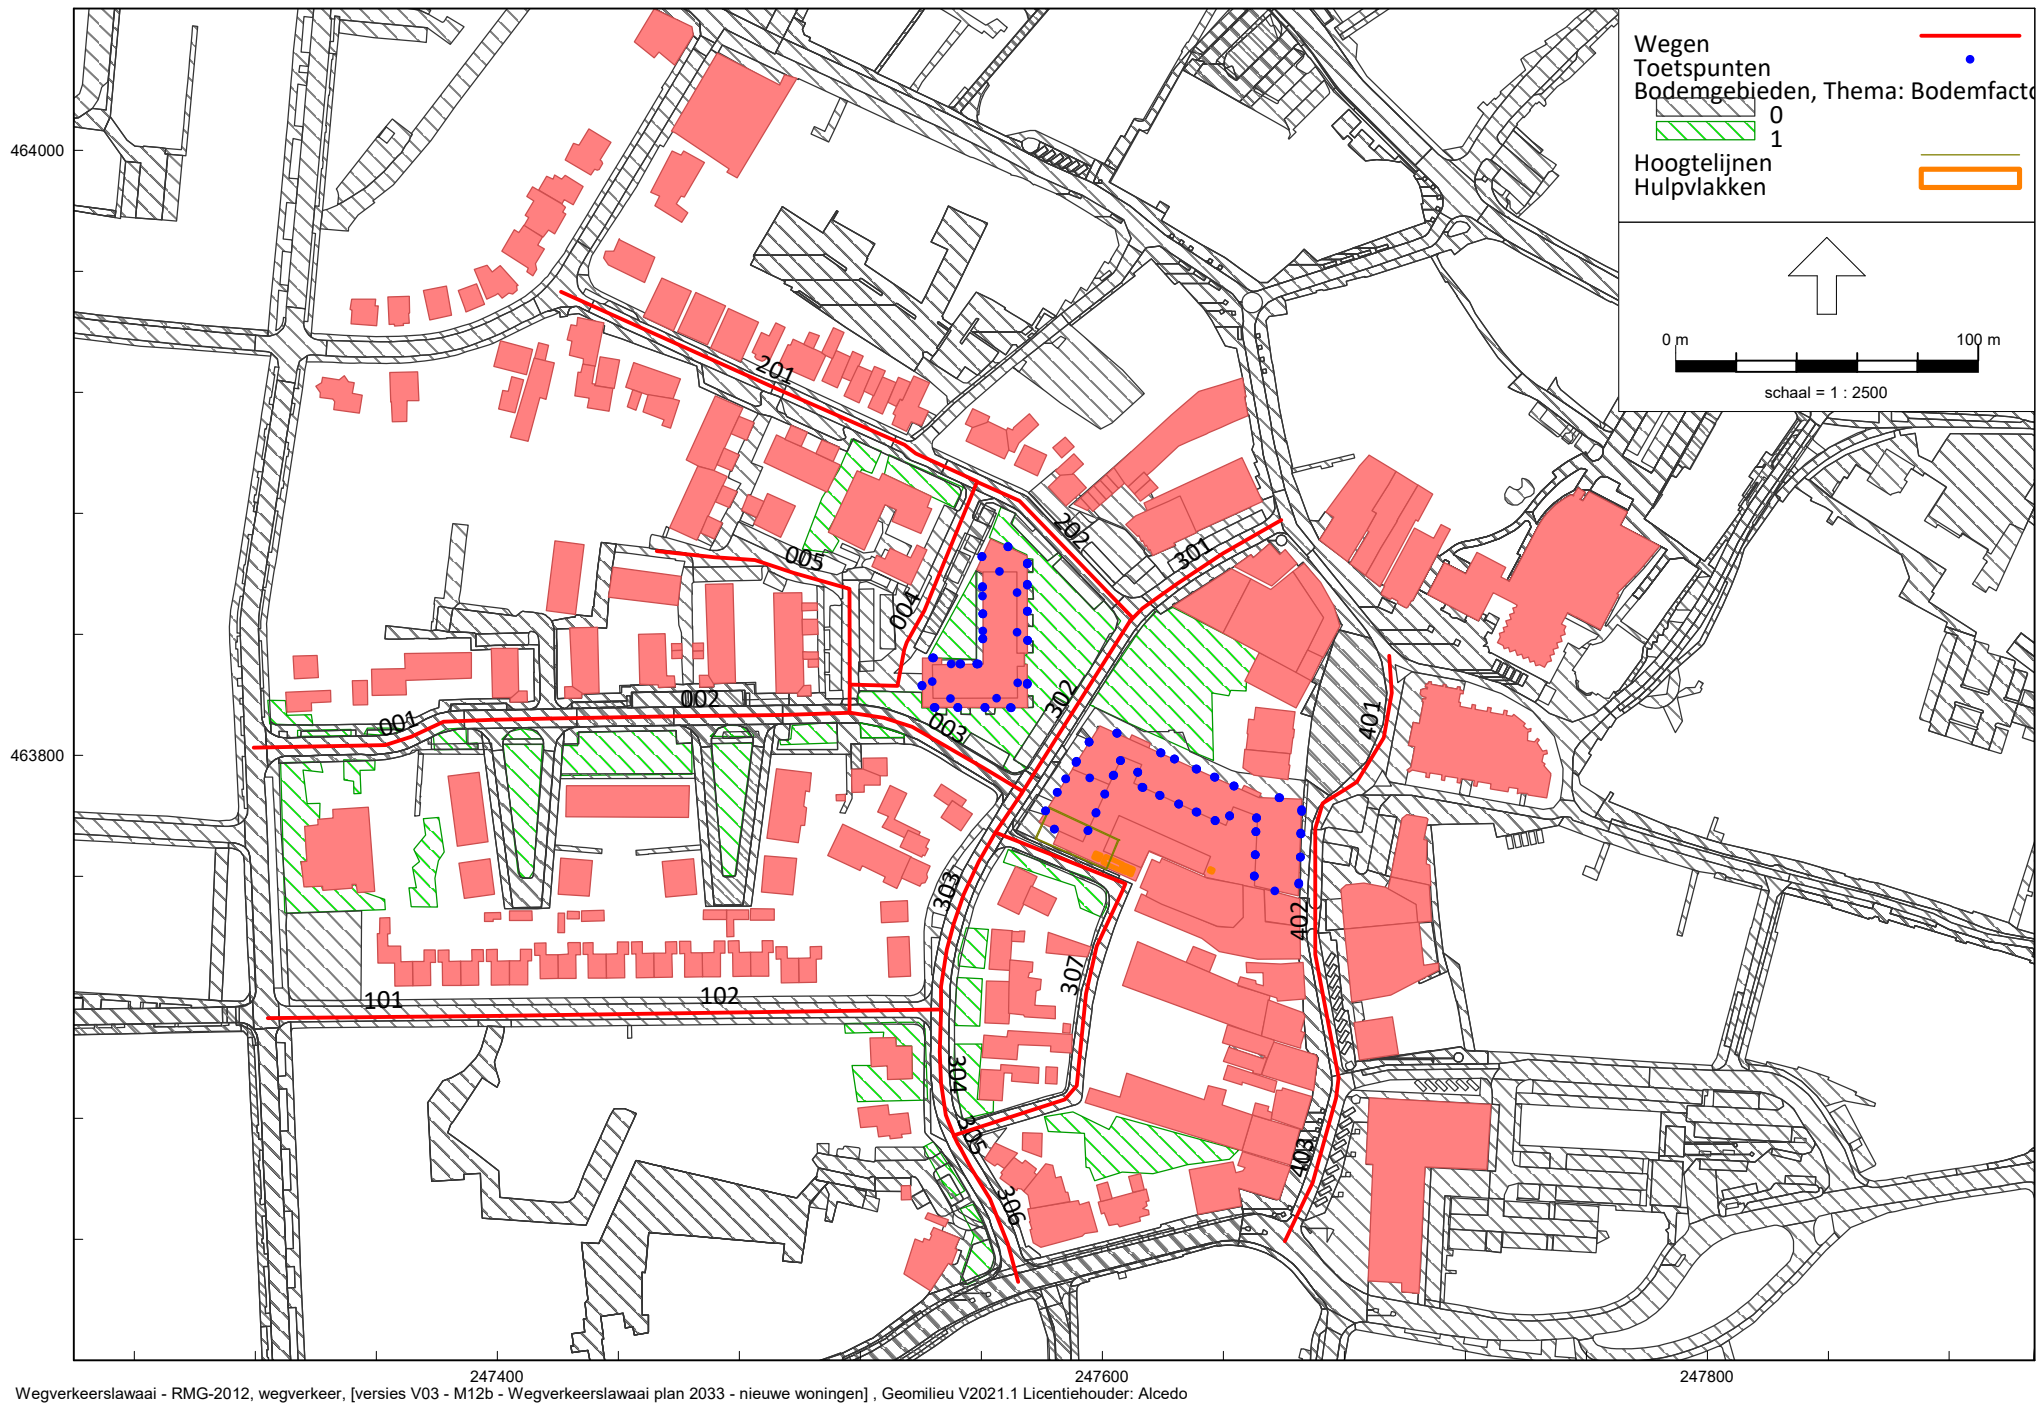 Wegen
Toetspunten
Bodemgebieden, Thema: Bodemfacto
0
1
Hoogtelijnen
Hulpvlakken
0 m
100 m
schaal = 1 : 2500
464000
463800
247400
247600
247800
201
202
301
005
004
002
001
003
302
401
303
402
101
102
307
304
305
306
403
Wegverkeerslawaai - RMG-2012, wegverkeer, [versies V03 - M12b - Wegverkeerslawaai plan 2033 - nieuwe woningen] , Geomilieu V2021.1 Licentiehouder: Alcedo